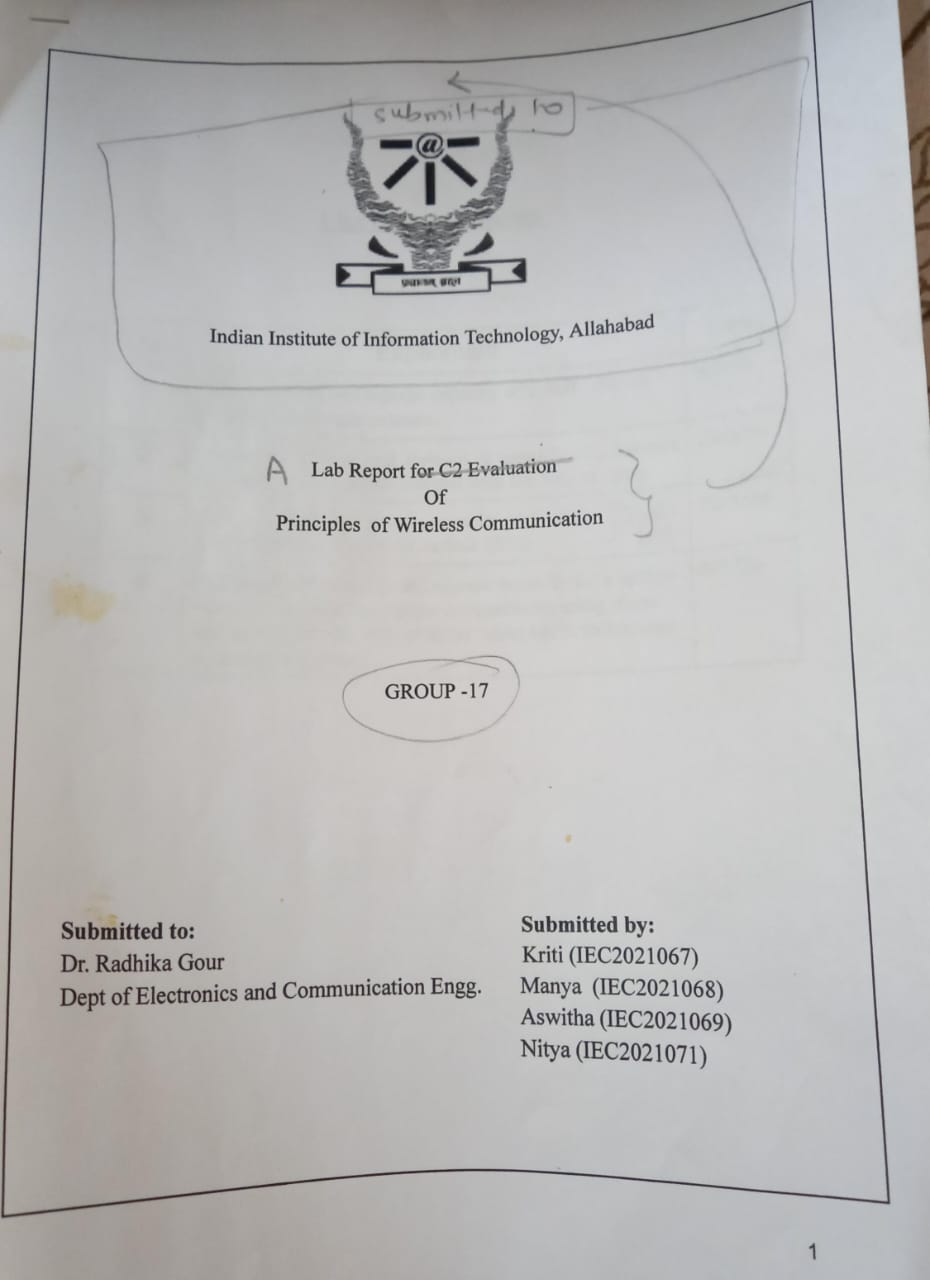 submitted to
@
Indian Institute of Information Technology, Allahabad
A Lab Report for C2 Evaluation
Of
Principles of Wireless Communication
GROUP -17
Submitted to:
Dr. Radhika Gour
Dept of Electronics and Communication Engg.
Submitted by:
Kriti (IEC2021067)
Manya (IEC2021068)
Aswitha (IEC2021069)
Nitya (IEC2021071)
1